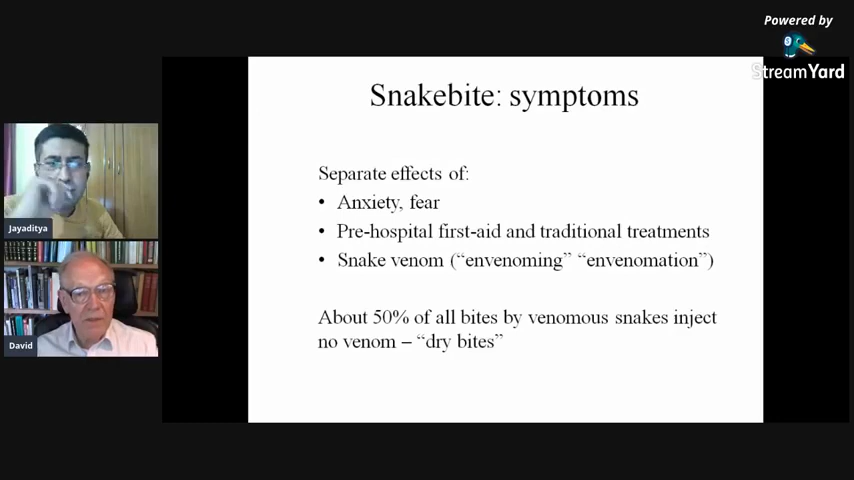 Powered by
StreamYard
Snakebite: symptoms
Separate effects of:
• Anxiety, fear
• Pre-hospital first-aid and traditional treatments
• Snake venom (“envenoming” “envenomation”)
About 50% of all bites by venomous snakes inject
no venom – “dry bites”
Jayaditya
David